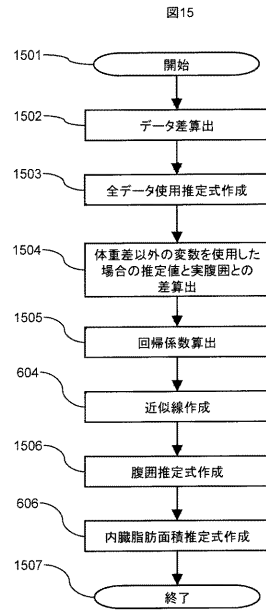 図15
1501
開始
1502
データ差算出
1503
全データ使用推定式作成
1504
体重差以外の変数を使用した
場合の推定値と実腹囲との
差算出
1505
回帰係数算出
604
近似線作成
1506
腹囲推定式作成
606
内臓脂肪面積推定式作成
1507
終了